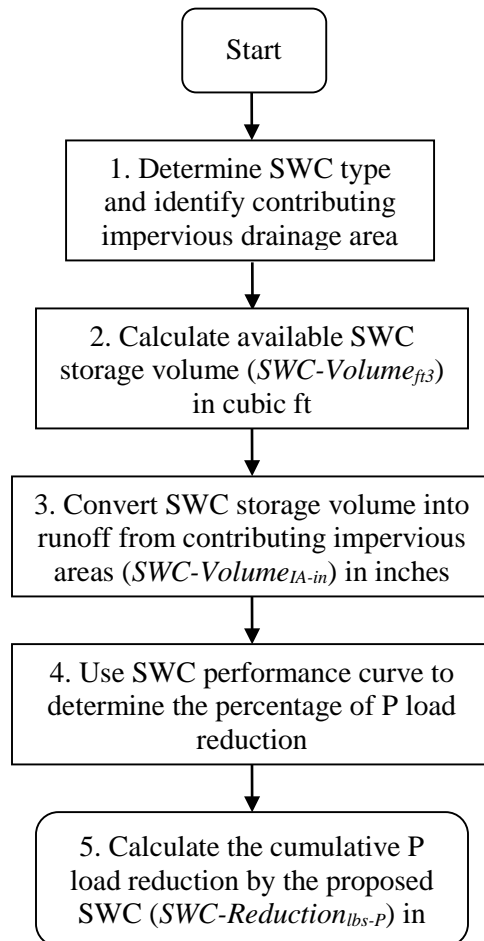 Start
1. Determine SWC type
and identify contributing
impervious drainage area
2. Calculate available SWC
storage volume (SWC-Volumeft3)
in cubic ft
3. Convert SWC storage volume into
runoff from contributing impervious
areas (SWC-VolumeIA-in) in inches
4. Use SWC performance curve to
determine the percentage of P load
reduction
5. Calculate the cumulative P
load reduction by the proposed
SWC (SWC-Reductionlbs-P) in